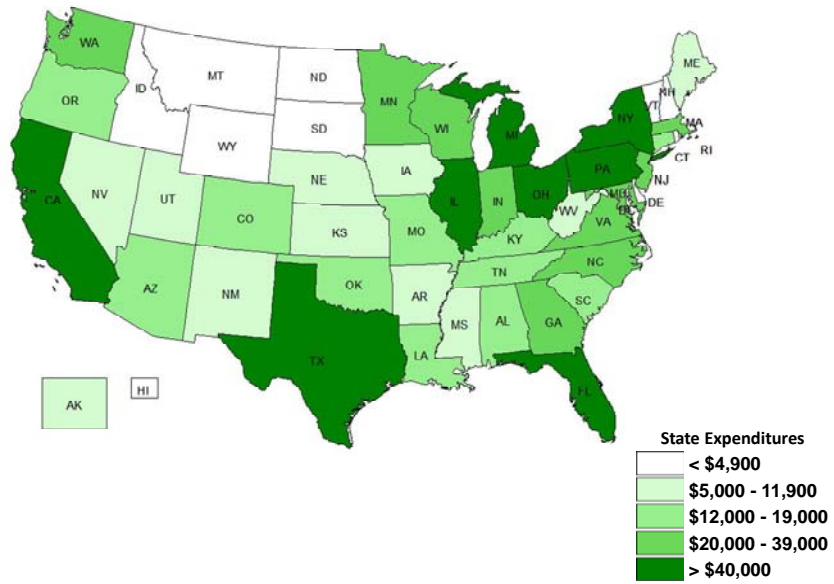 WA
ME
MT
ND
OR
ID
MN
VT
NH
SD
WI
NY
MA
WY
MI
RI
CT
IA
PA
NE
NJ
NV
OH
IL
IN
UT
CA
CO
DE
WV
VA
KS
MO
KY
NC
TN
AZ
OK
NM
AR
SC
MS
AL
GA
TX
LA
AK
HI
FL
State Expenditures
< $4,900
$5,000 - 11,900
$12,000 - 19,000
$20,000 - 39,000
> $40,000